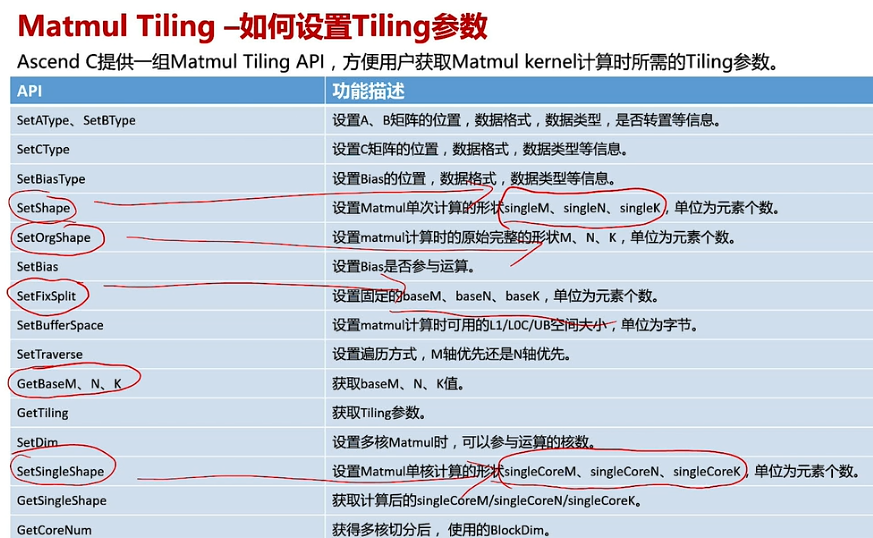 Matmul Tiling –如何设置Tiling参数
Ascend C提供一组Matmul Tiling API，方便用户获取Matmul kernel计算时所需的Tiling参数。
API 功能描述
SetAType、SetBType 设置A、B矩阵的位置，数据格式，数据类型，是否转置等信息。
SetCType 设置C矩阵的位置，数据格式，数据类型等信息。
SetBiasType 设置Bias的位置，数据格式，数据类型等信息。
SetShape 设置Matmul单次计算的形状singleM、singleN、singleK，单位为元素个数。
SetOrgShape 设置matmul计算时的原始完整的形状M、N、K，单位为元素个数。
SetBias 设置Bias是否参与运算。
SetFixSplit 设置固定的baseM、baseN、baseK，单位为元素个数。
SetBufferSpace 设置matmul计算时可用的L1/L0C/UB空间大小，单位为字节。
SetTraverse 设置遍历方式，M轴优先还是N轴优先。
GetBaseM、N、K 获取baseM、N、K值。
GetTiling 获取Tiling参数。
SetDim 设置多核Matmul时，可以参与运算的核数。
SetSingleShape 设置Matmul单核计算的形状singleCoreM、singleCoreN、singleCoreK，单位为元素个数。
GetSingleShape 获取计算后的singleCoreM/singleCoreN/singleCoreK。
GetCoreNum 获得多核切分后， 使用的BlockDim。